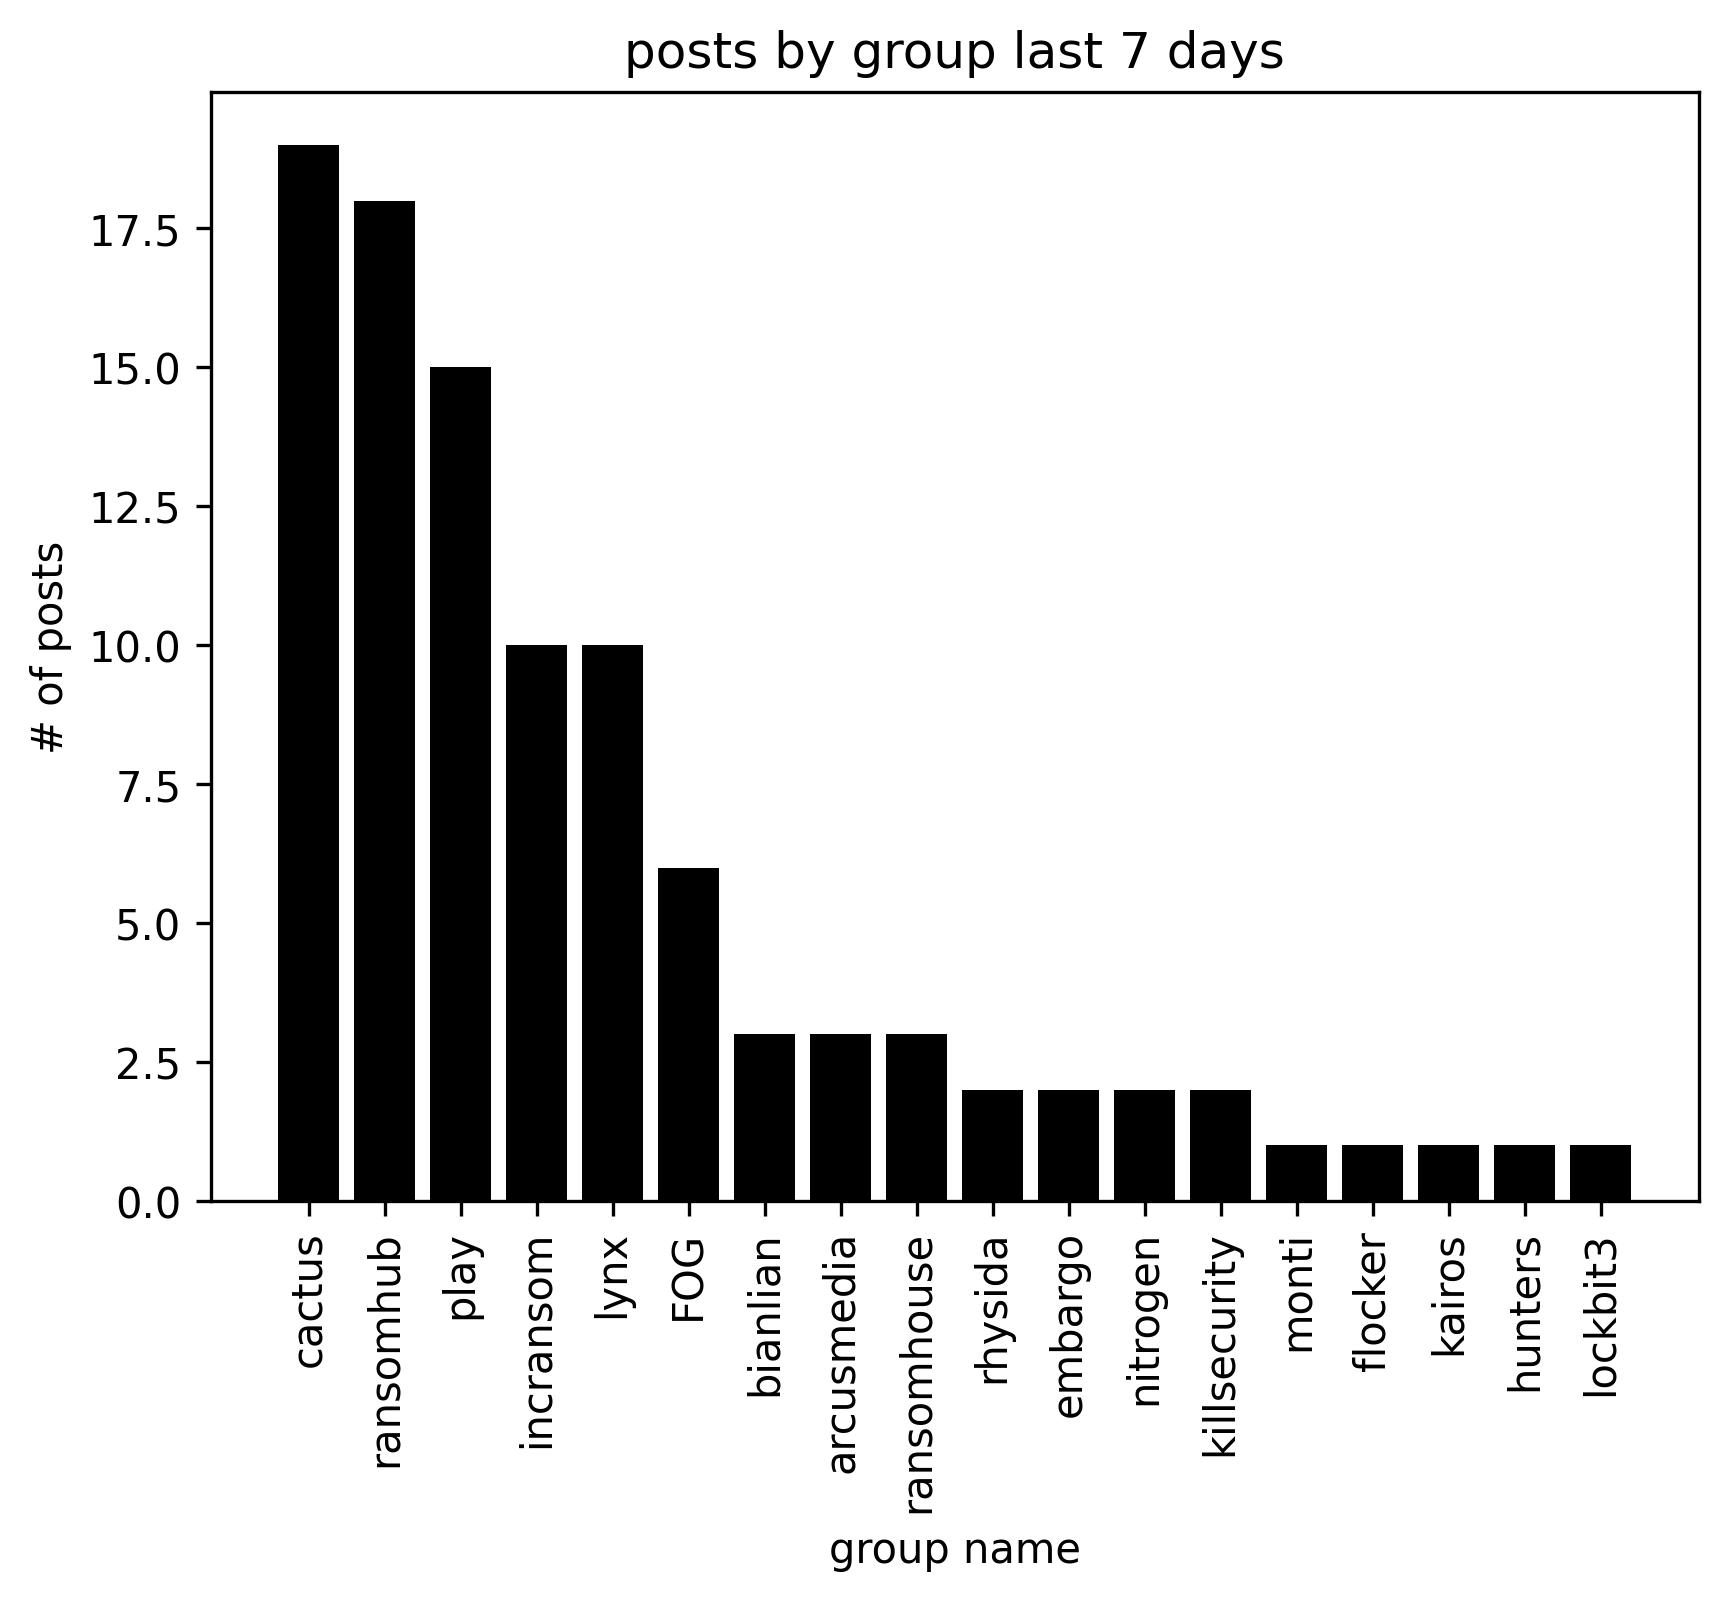 posts by group last 7 days
# of posts
17.5
15.0
12.5
10.0
7.5
5.0
2.5
0.0
cactus
ransomhub
play
incransom
lynx
FOG
bianlian
arcusmedia
ransomhouse
rhysida
embargo
nitrogen
killsecurity
monti
flocker
kairos
hunters
lockbit3
group name